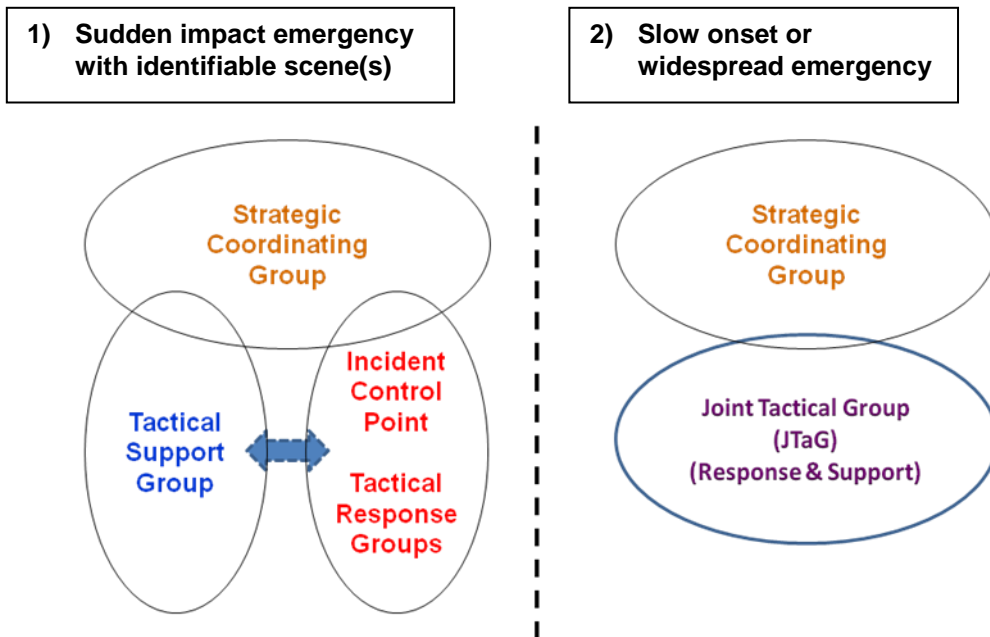 1) Sudden impact emergency
with identifiable scene(s)
2) Slow onset or
widespread emergency
Strategic
Coordinating
Group
Tactical
Support
Group
Incident
Control
Point
Tactical
Response
Groups
Strategic
Coordinating
Group
Joint Tactical Group
(JTaG)
(Response & Support)